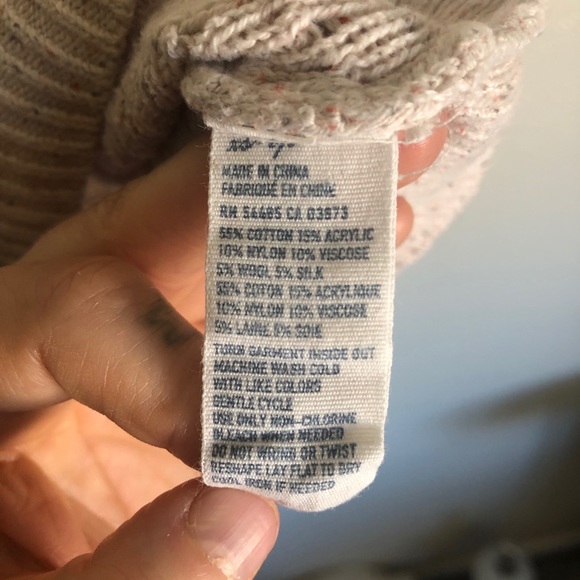 MADE IN CHINA
FABRIQUÉ EN CHINE
RN 56485 CA 03973
55% COTTON 15% ACRYLIC
10% NYLON 10% VISCOSE
5% WOOL 5% SILK
55% COTON 15% ACRYLIQUE
10% NYLON 10% VISCOSE
5% LAINE 5% SOIE
TURN GARMENT INSIDE OUT
MACHINE WASH COLD
WITH LIKE COLORS
GENTLE CYCLE
USE ONLY NON-CHLORINE
BLEACH WHEN NEEDED
DO NOT WRING OR TWIST
RESHAPE LAY FLAT TO DRY
COOL IRON IF NEEDED